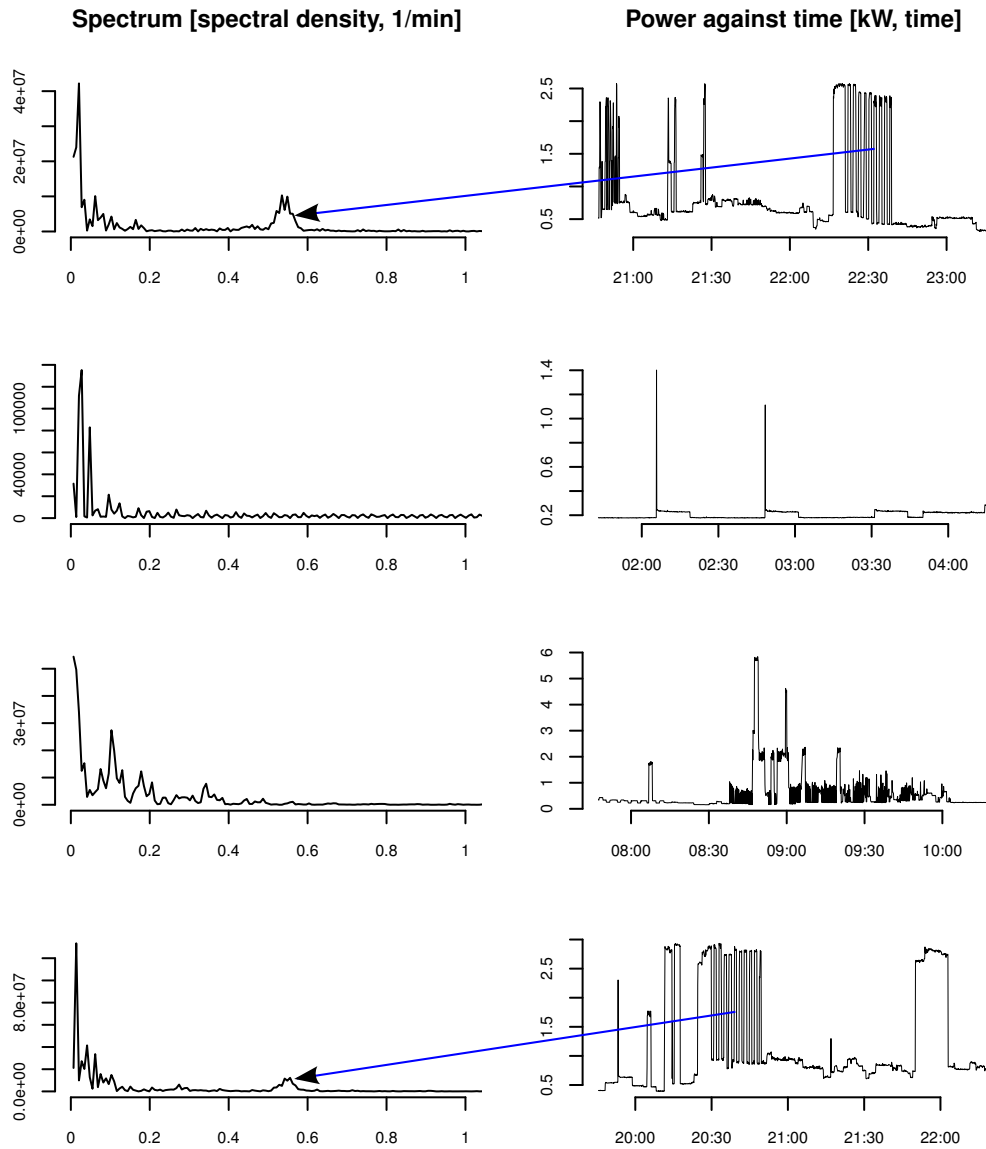 Spectrum [spectral density, 1/min]
Power against time [kW, time]
0e+00 2e+07 4e+07
0 0.2 0.4 0.6 0.8 1
0.5 1.5 2.5
21:00 21:30 22:00 22:30 23:00
0 40000 100000
0 0.2 0.4 0.6 0.8 1
0.2 0.6 1.0 1.4
02:00 02:30 03:00 03:30 04:00
0e+00 3e+07
0 0.2 0.4 0.6 0.8 1
0 1 2 3 4 5 6
08:00 08:30 09:00 09:30 10:00
0.0e+00 8.0e+07
0 0.2 0.4 0.6 0.8 1
0.5 1.5 2.5
20:00 20:30 21:00 21:30 22:00